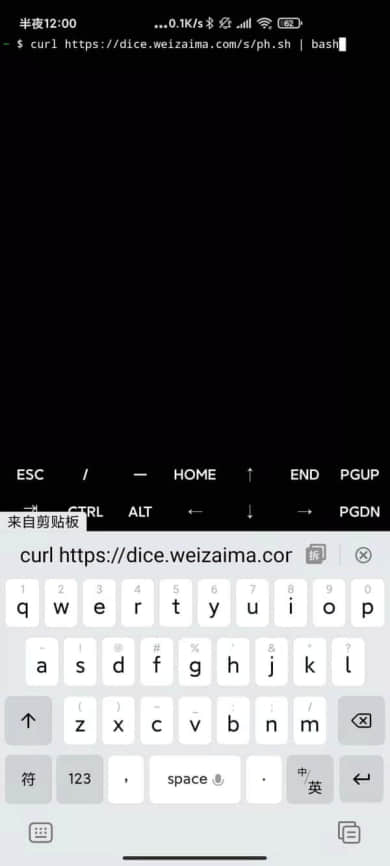 半夜12:00 ...0.1K/s 62
~ $ curl https://dice.weizaima.com/s/ph.sh | bash
ESC / — HOME ↑ END PGUP
CTRL ALT ← ↓ → PGDN
来自剪贴板
curl https://dice.weizaima.cor 拆
1 2 3 4 5 6 7 8 9 0
q w e r t y u i o p
~ ! @ # % ' & * ?
a s d f g h j k l
( ) - _ : ; /
z x c v b n m
符 123 , space . 中/英